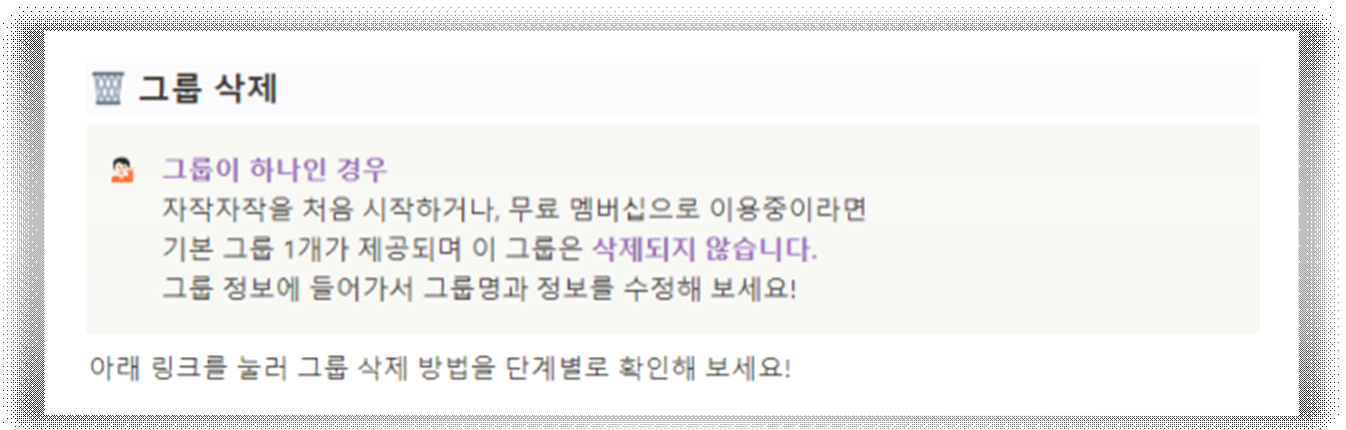 그룹 삭제
그룹이 하나인 경우
자작자작을 처음 시작하거나, 무료 멤버십으로 이용중이라면
기본 그룹 1개가 제공되며 이 그룹은 삭제되지 않습니다.
그룹 정보에 들어가서 그룹명과 정보를 수정해 보세요!
아래 링크를 눌러 그룹 삭제 방법을 단계별로 확인해 보세요!